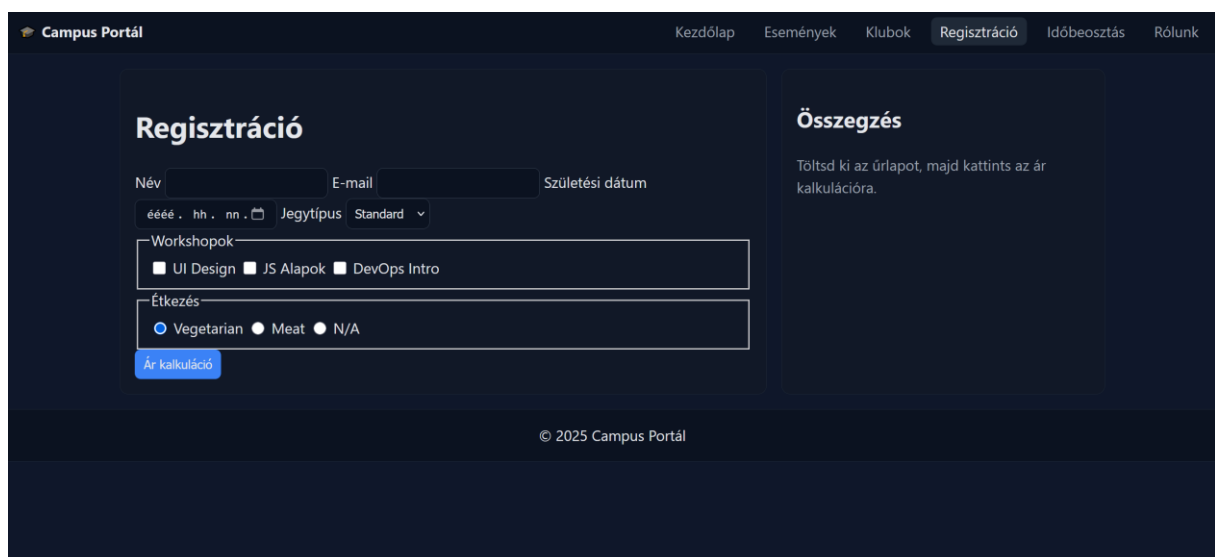 Campus Portál Kezdőlap Események Klubok Regisztráció Időbeosztás Rólunk
Regisztráció
Név E-mail Születési dátum
éééé. hh. nn. Jegytípus Standard
Workshopok
UI Design JS Alapok DevOps Intro
Étkezés
Vegetarian Meat N/A
Ár kalkuláció
Összegzés
Töltsd ki az űrlapot, majd kattints az ár
kalkulációra.
© 2025 Campus Portál